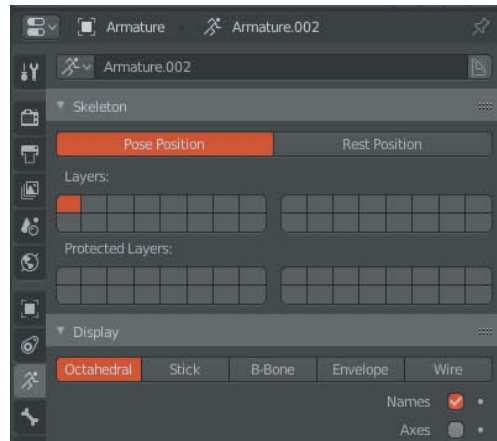 Armature Armature.002
Armature.002
Skeleton
Pose Position Rest Position
Layers:
Protected Layers:
Display
Octahedral Stick B-Bone Envelope Wire
Names
Axes